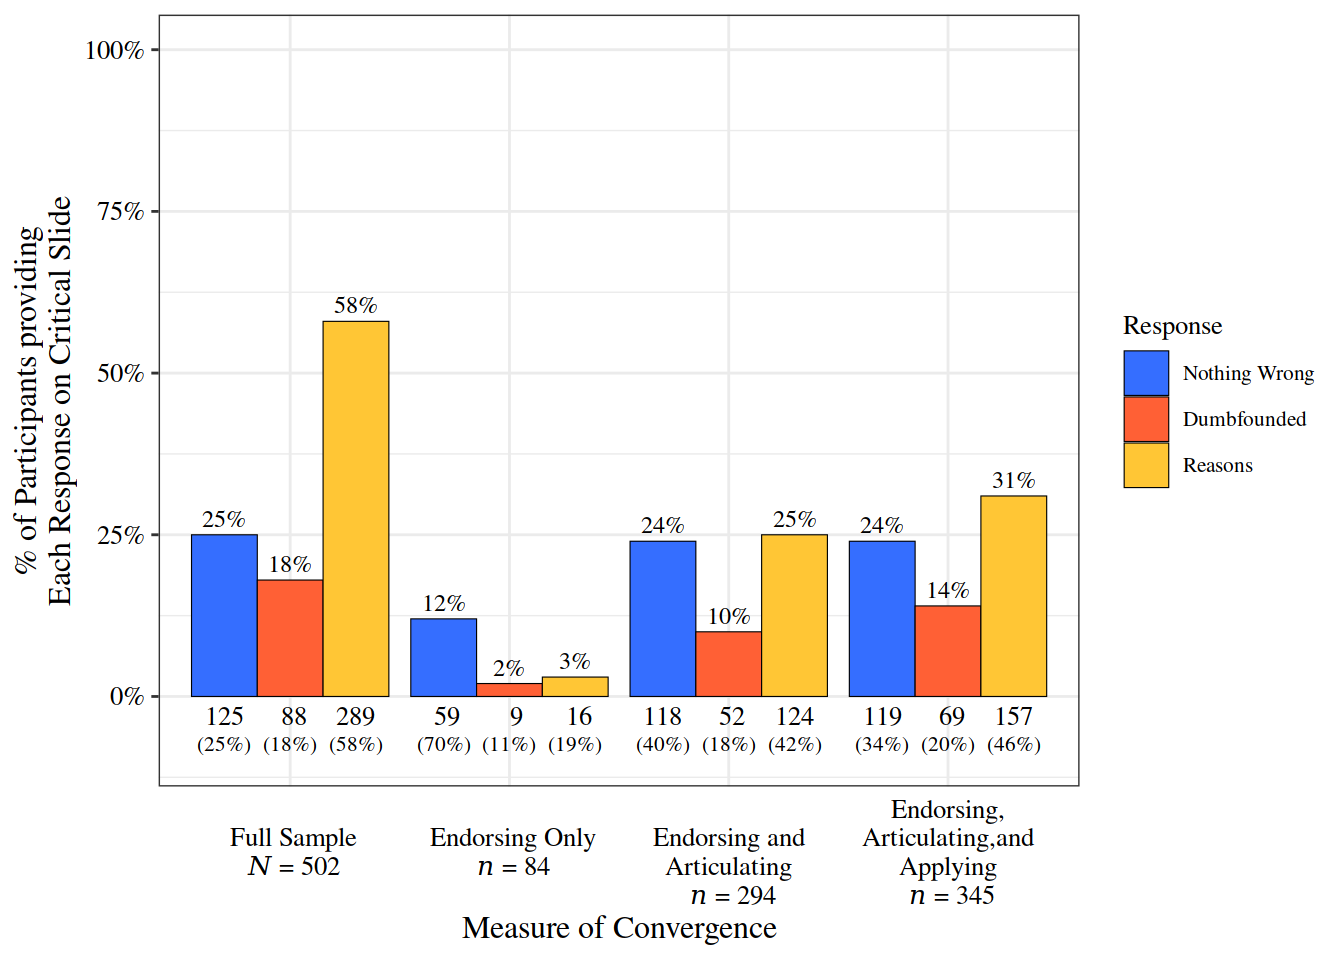 100%
75%
50%
25%
0%
% of Participants providing
Each Response on Critical Slide
25%
18%
58%
12%
2%
3%
24%
10%
25%
24%
14%
31%
125 88 289 59 9 16 118 52 124 119 69 157
(25%) (18%) (58%) (70%) (11%) (19%) (40%) (18%) (42%) (34%) (20%) (46%)
Full Sample
N = 502
Endorsing Only
n = 84
Endorsing and
Articulating
n = 294
Endorsing,
Articulating,and
Applying
n = 345
Measure of Convergence
Response
Nothing Wrong
Dumbfounded
Reasons